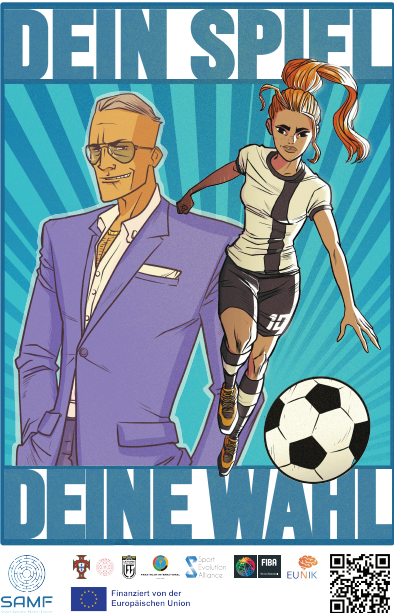 DEIN SPIEL
10
DEINE WAHL
Sport
Evolution
Alliance
FIBA
EUNIK
SAMF
Finanziert von der
Europäischen Union